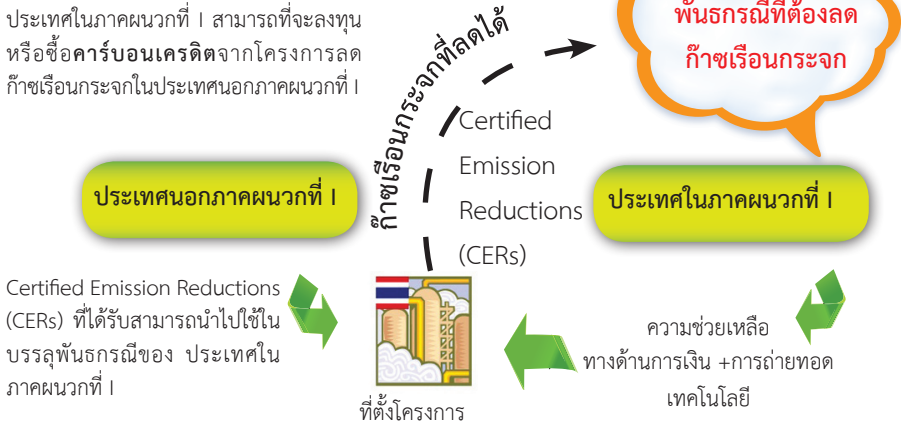 ประเทศในภาคผนวกที่ I สามารถที่จะลงทุน
หรือซื้อคาร์บอนเครดิตจากโครงการลด
ก๊าซเรือนกระจกในประเทศนอกภาคผนวกที่ I
พันธกรณีที่ต้องลด
ก๊าซเรือนกระจก
ก๊าซเรือนกระจกที่ลดได้
Certified
Emission
Reductions
(CERs)
ประเทศนอกภาคผนวกที่ I
ประเทศในภาคผนวกที่ I
Certified Emission Reductions
(CERs) ที่ได้รับสามารถนำไปใช้ใน
บรรลุพันธกรณีของ ประเทศใน
ภาคผนวกที่ I
ที่ตั้งโครงการ
ความช่วยเหลือ
ทางด้านการเงิน +การถ่ายทอด
เทคโนโลยี